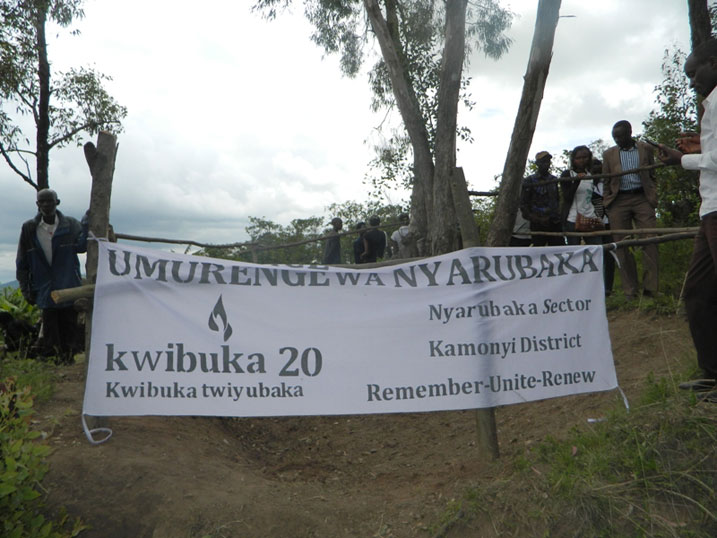 UMURENGE WA NYARUBAKA
kwibuka 20
Kwibuka twiyubaka
Nyarubaka Sector
Kamonyi District
Remember-Unite-Renew